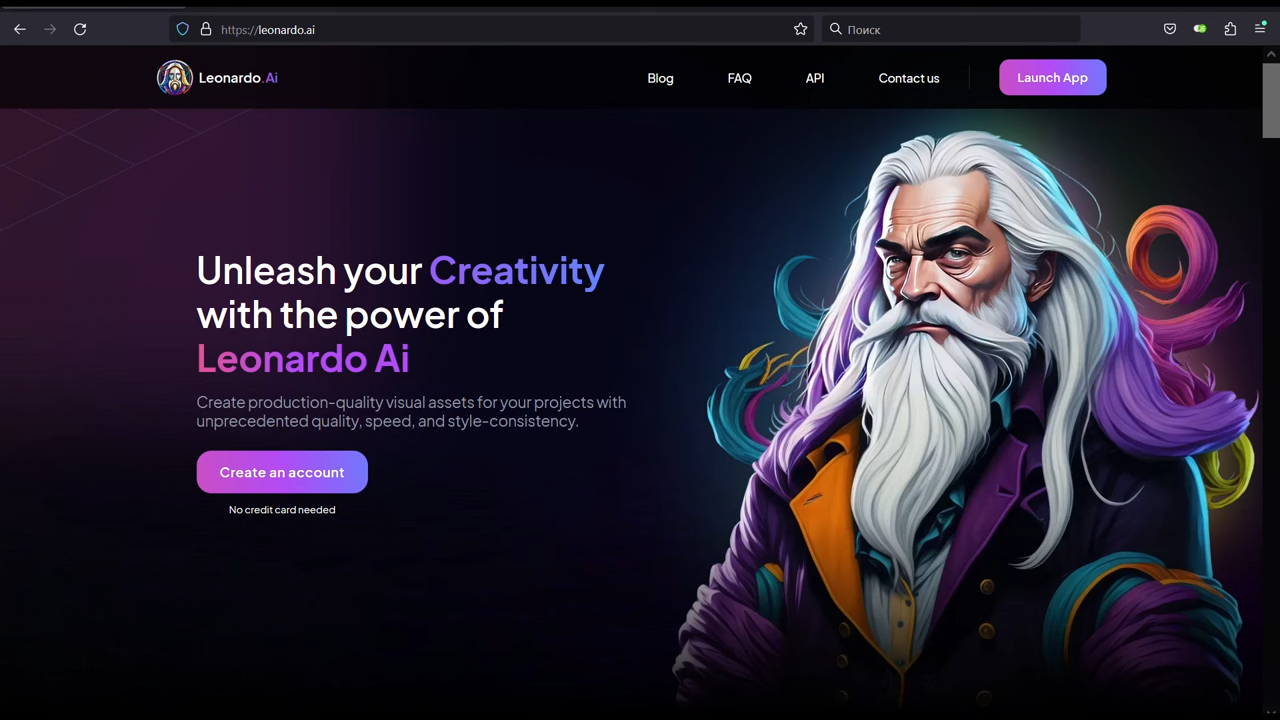 https://leonardo.ai
Поиск
Leonardo.Ai
Blog
FAQ
API
Contact us
Launch App
Unleash your Creativity
with the power of
Leonardo Ai
Create production-quality visual assets for your projects with
unprecedented quality, speed, and style-consistency.
Create an account
No credit card needed